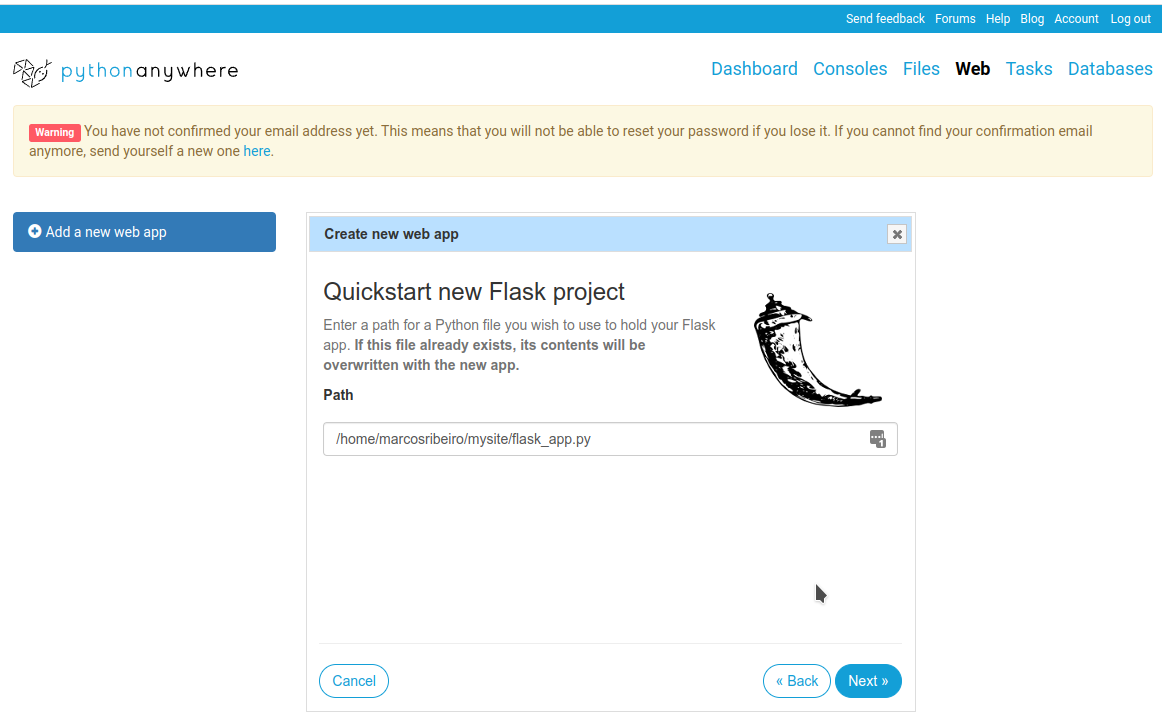 Send feedback Forums Help Blog Account Log out
pythonanywhere
Dashboard Consoles Files Web Tasks Databases
Warning You have not confirmed your email address yet. This means that you will not be able to reset your password if you lose it. If you cannot find your confirmation email
anymore, send yourself a new one here.
Add a new web app
Create new web app
Quickstart new Flask project
Enter a path for a Python file you wish to use to hold your Flask
app. If this file already exists, its contents will be
overwritten with the new app.
Path
/home/marcosribeiro/mysite/flask_app.py
1
Cancel
« Back
Next »